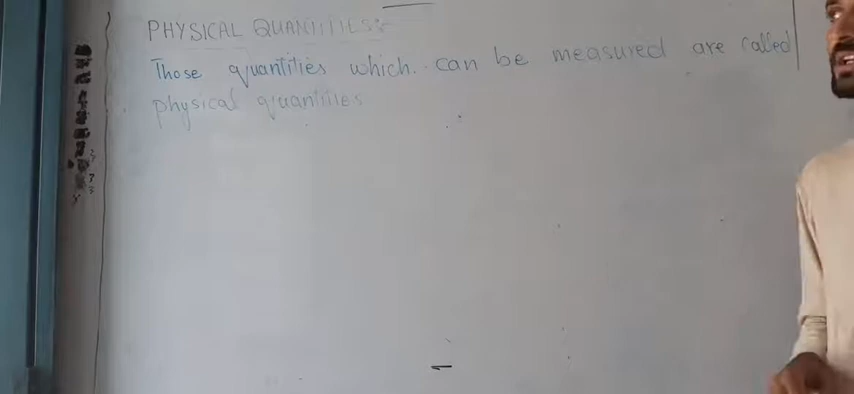 PHYSICAL QUANTITIES:-
Those quantities which can be measured are called
physical quantities